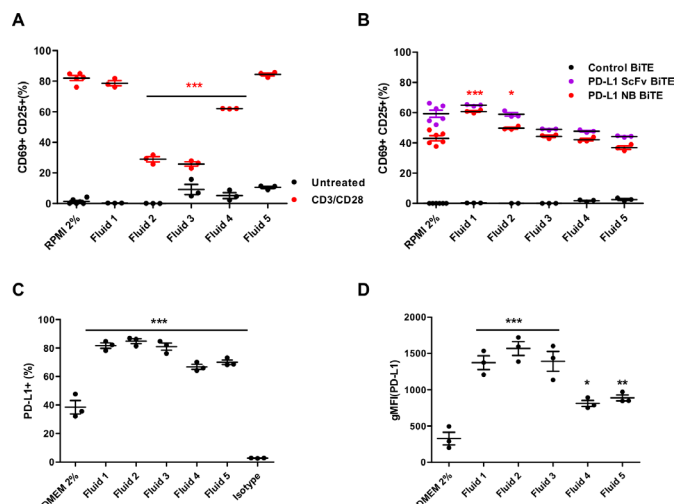 A
CD69+ CD25+(%)
100
80
60
40
20
0
***
Untreated
CD3/CD28
RPMI 2%
Fluid 1
Fluid 2
Fluid 3
Fluid 4
Fluid 5
B
CD69+ CD25+(%)
100
80
60
40
20
0
*** *
Control BiTE
PD-L1 ScFv BiTE
PD-L1 NB BiTE
RPMI 2%
Fluid 1
Fluid 2
Fluid 3
Fluid 4
Fluid 5
C
PD-L1+ (%)
100
80
60
40
20
0
***
DMEM 2%
Fluid 1
Fluid 2
Fluid 3
Fluid 4
Fluid 5
Isotype
D
gMFI(PD-L1)
2000
1500
1000
500
0
***
* **
DMEM 2%
Fluid 1
Fluid 2
Fluid 3
Fluid 4
Fluid 5